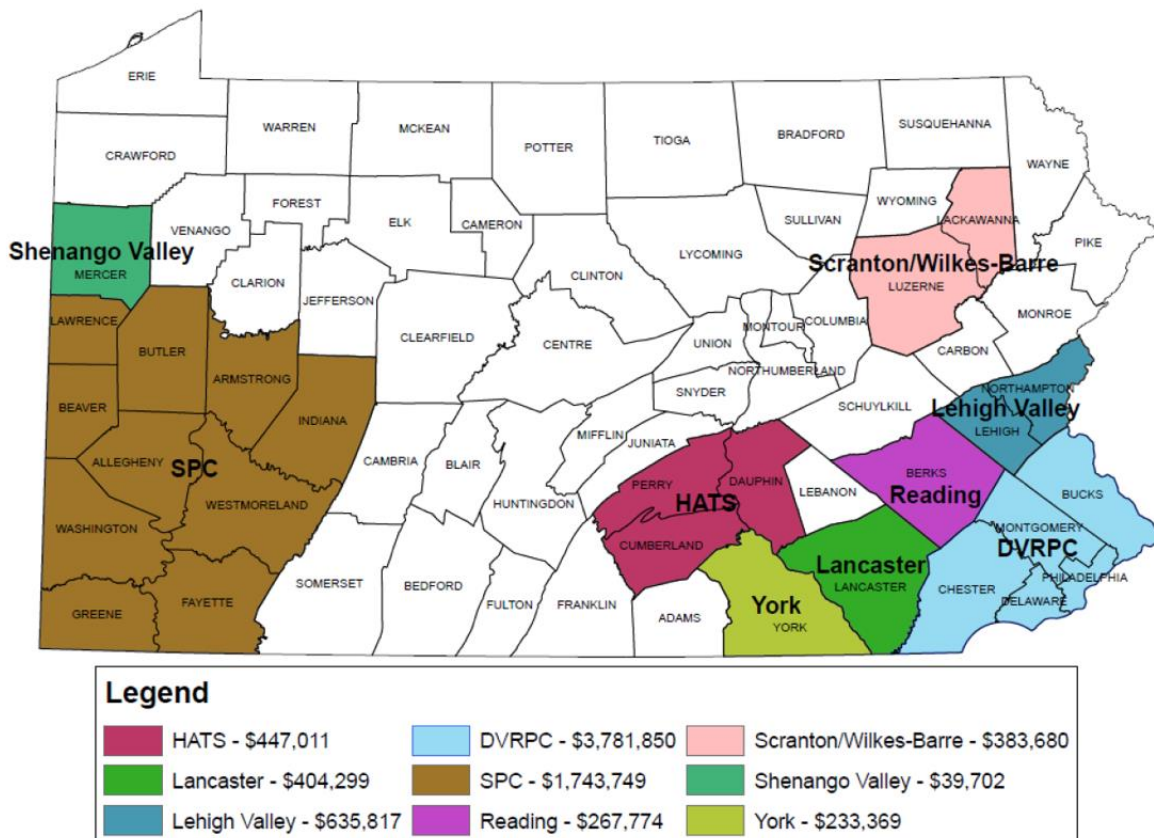 ERIE
WARREN
MCKEAN
POTTER
TIOGA
BRADFORD
SUSQUEHANNA
CRAWFORD
WAYNE
FOREST
WYOMING
LACKAWANNA
VENANGO
ELK
CAMERON
SULLIVAN
LYCOMING
PIKE
Shenango Valley
MERCER
Scranton/Wilkes-Barre
LUZERNE
CLARION
JEFFERSON
CLINTON
LAWRENCE
MONROE
BUTLER
CLEARFIELD
CENTRE
UNION
MONTOUR
COLUMBIA
CARBON
ARMSTRONG
NORTHUMBERLAND
SNYDER
NORTHAMPTON
Lehigh Valley
LEHIGH
BEAVER
INDIANA
SCHUYLKILL
MIFFLIN
JUNIATA
ALLEGHENY
SPC
CAMBRIA
BLAIR
PERRY
DAUPHIN
BERKS
Reading
LEBANON
BUCKS
WESTMORELAND
HUNTINGDON
HATS
WASHINGTON
CUMBERLAND
MONTGOMERY
DVRPC
Lancaster
LANCASTER
PHILADELPHIA
SOMERSET
BEDFORD
FULTON
FRANKLIN
CHESTER
DELAWARE
GREENE
FAYETTE
ADAMS
York
YORK
Legend
HATS - $447,011
DVRPC - $3,781,850
Scranton/Wilkes-Barre - $383,680
Lancaster - $404,299
SPC - $1,743,749
Shenango Valley - $39,702
Lehigh Valley - $635,817
Reading - $267,774
York - $233,369